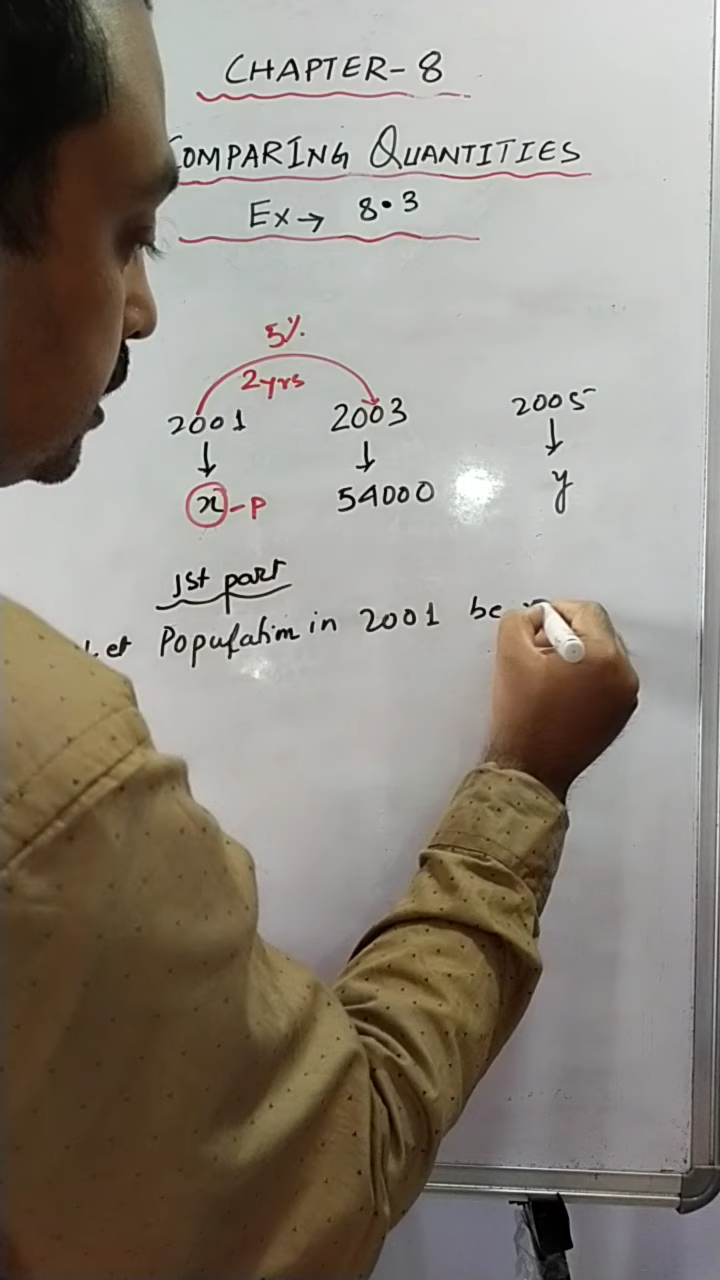 CHAPTER-8
COMPARING QUANTITIES
Ex→ 8.3
5%
2yrs
2001 2003 2005
↓ ↓ ↓
x-P 54000 y
1st part
Let Population in 2001 be